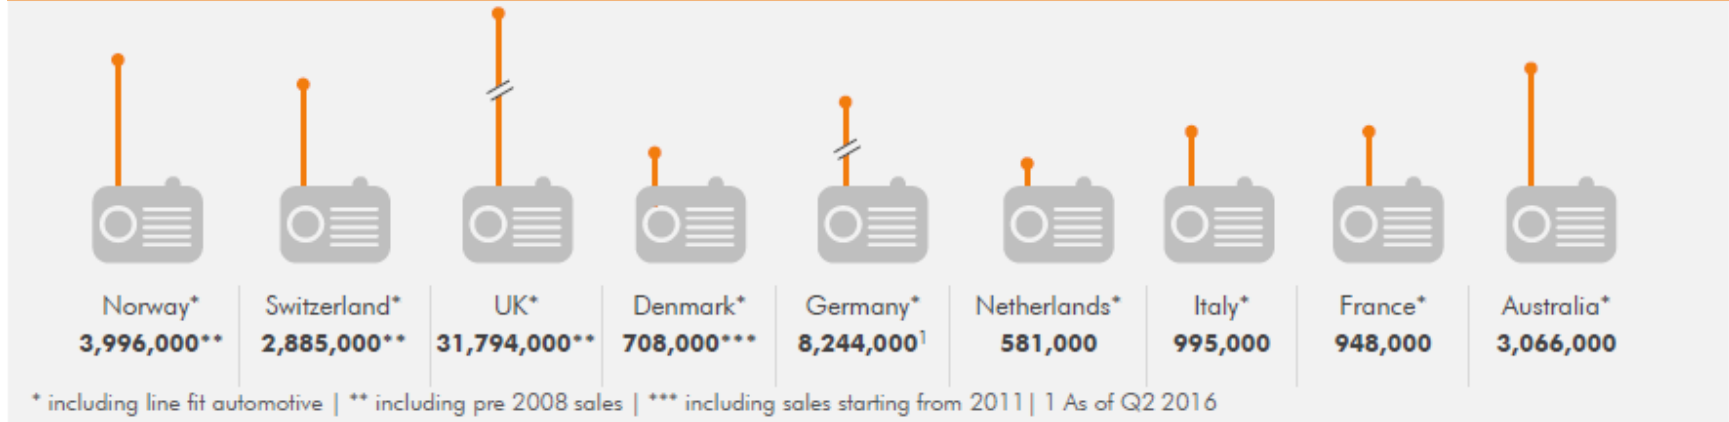 Norway* Switzerland* UK* Denmark* Germany* Netherlands* Italy* France* Australia*
3,996,000** 2,885,000** 31,794,000** 708,000*** 8,244,000¹ 581,000 995,000 948,000 3,066,000
* including line fit automotive | ** including pre 2008 sales | *** including sales starting from 2011| 1 As of Q2 2016